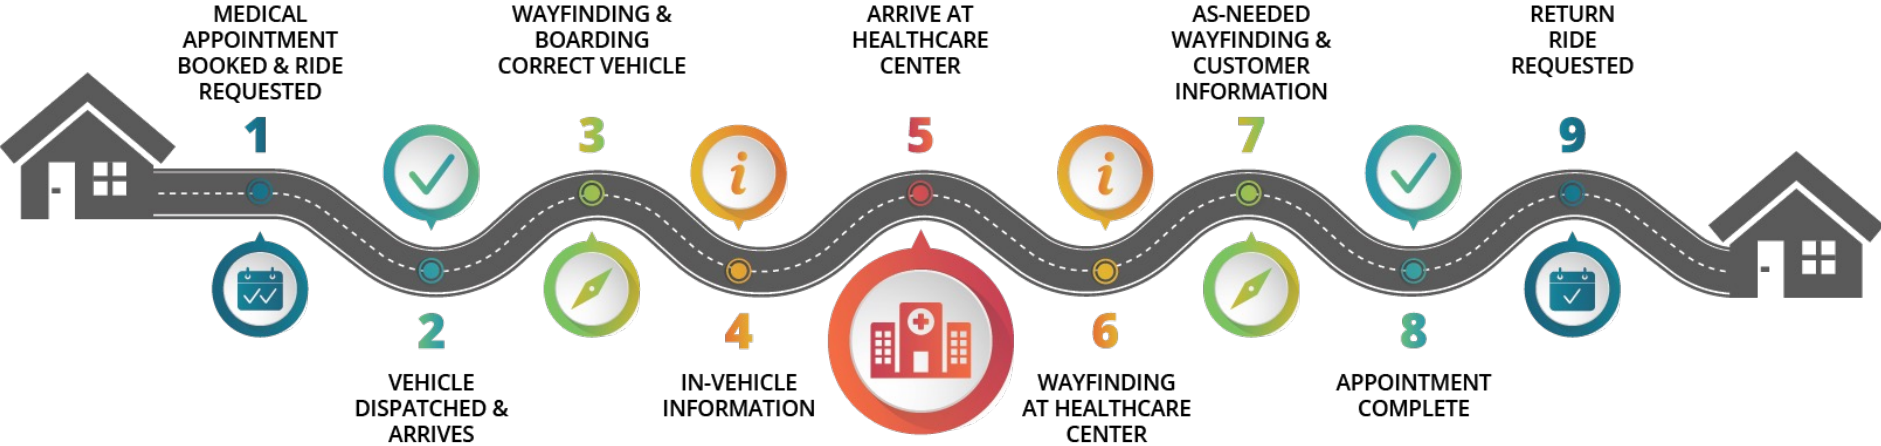 MEDICAL
APPOINTMENT
BOOKED & RIDE
REQUESTED
1
2
VEHICLE
DISPATCHED &
ARRIVES
WAYFINDING &
BOARDING
CORRECT VEHICLE
3
i
4
IN-VEHICLE
INFORMATION
ARRIVE AT
HEALTHCARE
CENTER
5
i
6
WAYFINDING
AT HEALTHCARE
CENTER
AS-NEEDED
WAYFINDING &
CUSTOMER
INFORMATION
7
8
APPOINTMENT
COMPLETE
RETURN
RIDE
REQUESTED
9